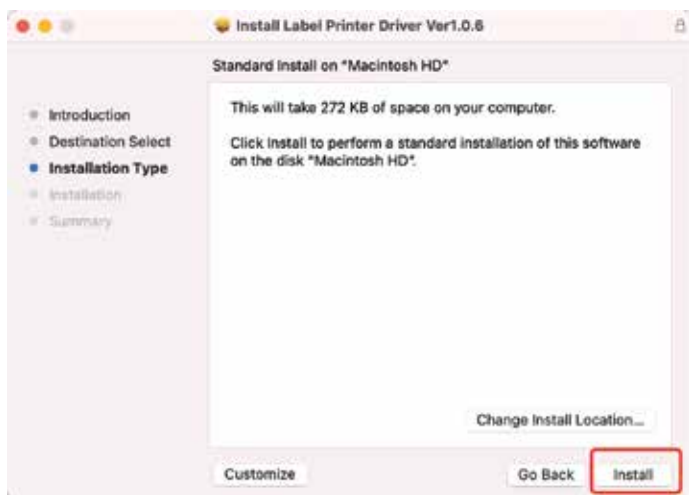 Install Label Printer Driver Ver1.0.6
Standard Install on "Macintosh HD"
Introduction
Destination Select
Installation Type
Installation
Summary
This will take 272 KB of space on your computer.
Click Install to perform a standard installation of this software
on the disk "Macintosh HD".
Change Install Location...
Customize
Go Back
Install